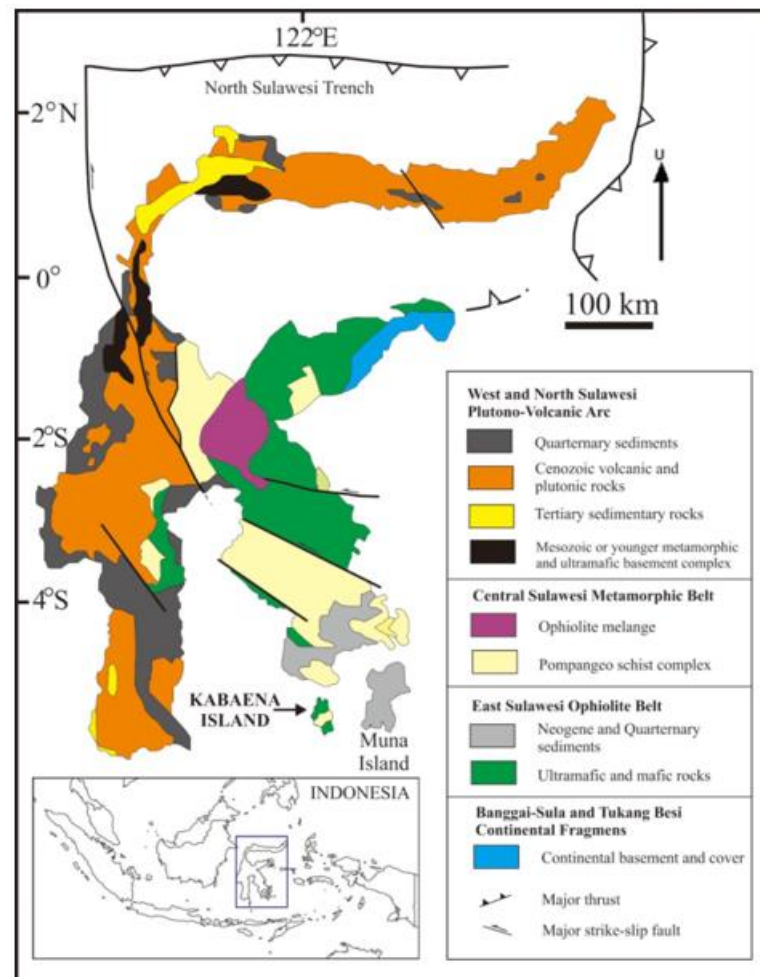 122°E
North Sulawesi Trench
2°N
U
0°
100 km
2°S
4°S
KABAENA
ISLAND
Muna
Island
INDONESIA
West and North Sulawesi
Plutono-Volcanic Arc
Quarternary sediments
Cenozoic volcanic and
plutonic rocks
Tertiary sedimentary rocks
Mesozoic or younger metamorphic
and ultramafic basement complex
Central Sulawesi Metamorphic Belt
Ophiolite melange
Pompangeo schist complex
East Sulawesi Ophiolite Belt
Neogene and Quarternary
sediments
Ultramafic and mafic rocks
Banggai-Sula and Tukang Besi
Continental Fragmens
Continental basement and cover
Major thrust
Major strike-slip fault